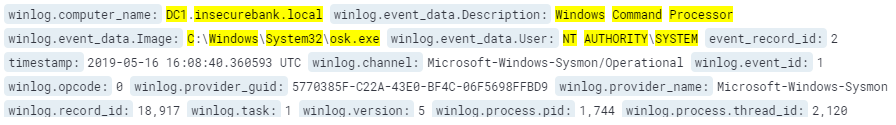 winlog.computer_name: DC1.insecurebank.local winlog.event_data.Description: Windows Command Processor
winlog.event_data.Image: C:\Windows\System32\osk.exe winlog.event_data.User: NT AUTHORITY\SYSTEM event_record_id: 2
timestamp: 2019-05-16 16:08:40.360593 UTC winlog.channel: Microsoft-Windows-Sysmon/Operational winlog.event_id: 1
winlog.opcode: 0 winlog.provider_guid: 5770385F-C22A-43E0-BF4C-06F5698FFBD9 winlog.provider_name: Microsoft-Windows-Sysmon
winlog.record_id: 18,917 winlog.task: 1 winlog.version: 5 winlog.process.pid: 1,744 winlog.process.thread_id: 2,120